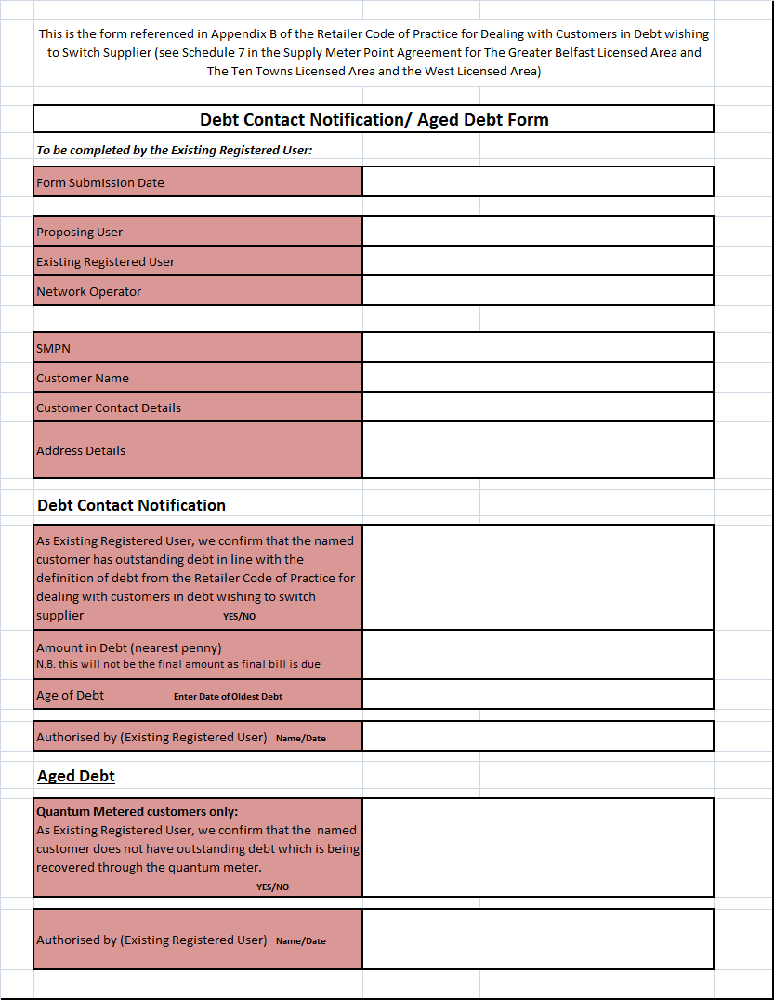 This is the form referenced in Appendix B of the Retailer Code of Practice for Dealing with Customers in Debt wishing
to Switch Supplier (see Schedule 7 in the Supply Meter Point Agreement for The Greater Belfast Licensed Area and
The Ten Towns Licensed Area and the West Licensed Area)
Debt Contact Notification/ Aged Debt Form
To be completed by the Existing Registered User:
Form Submission Date
Proposing User
Existing Registered User
Network Operator
SMPN
Customer Name
Customer Contact Details
Address Details
Debt Contact Notification
As Existing Registered User, we confirm that the named
customer has outstanding debt in line with the
definition of debt from the Retailer Code of Practice for
dealing with customers in debt wishing to switch
supplier YES/NO
Amount in Debt (nearest penny)
N.B. this will not be the final amount as final bill is due
Age of Debt Enter Date of Oldest Debt
Authorised by (Existing Registered User) Name/Date
Aged Debt
Quantum Metered customers only:
As Existing Registered User, we confirm that the named
customer does not have outstanding debt which is being
recovered through the quantum meter.
YES/NO
Authorised by (Existing Registered User) Name/Date